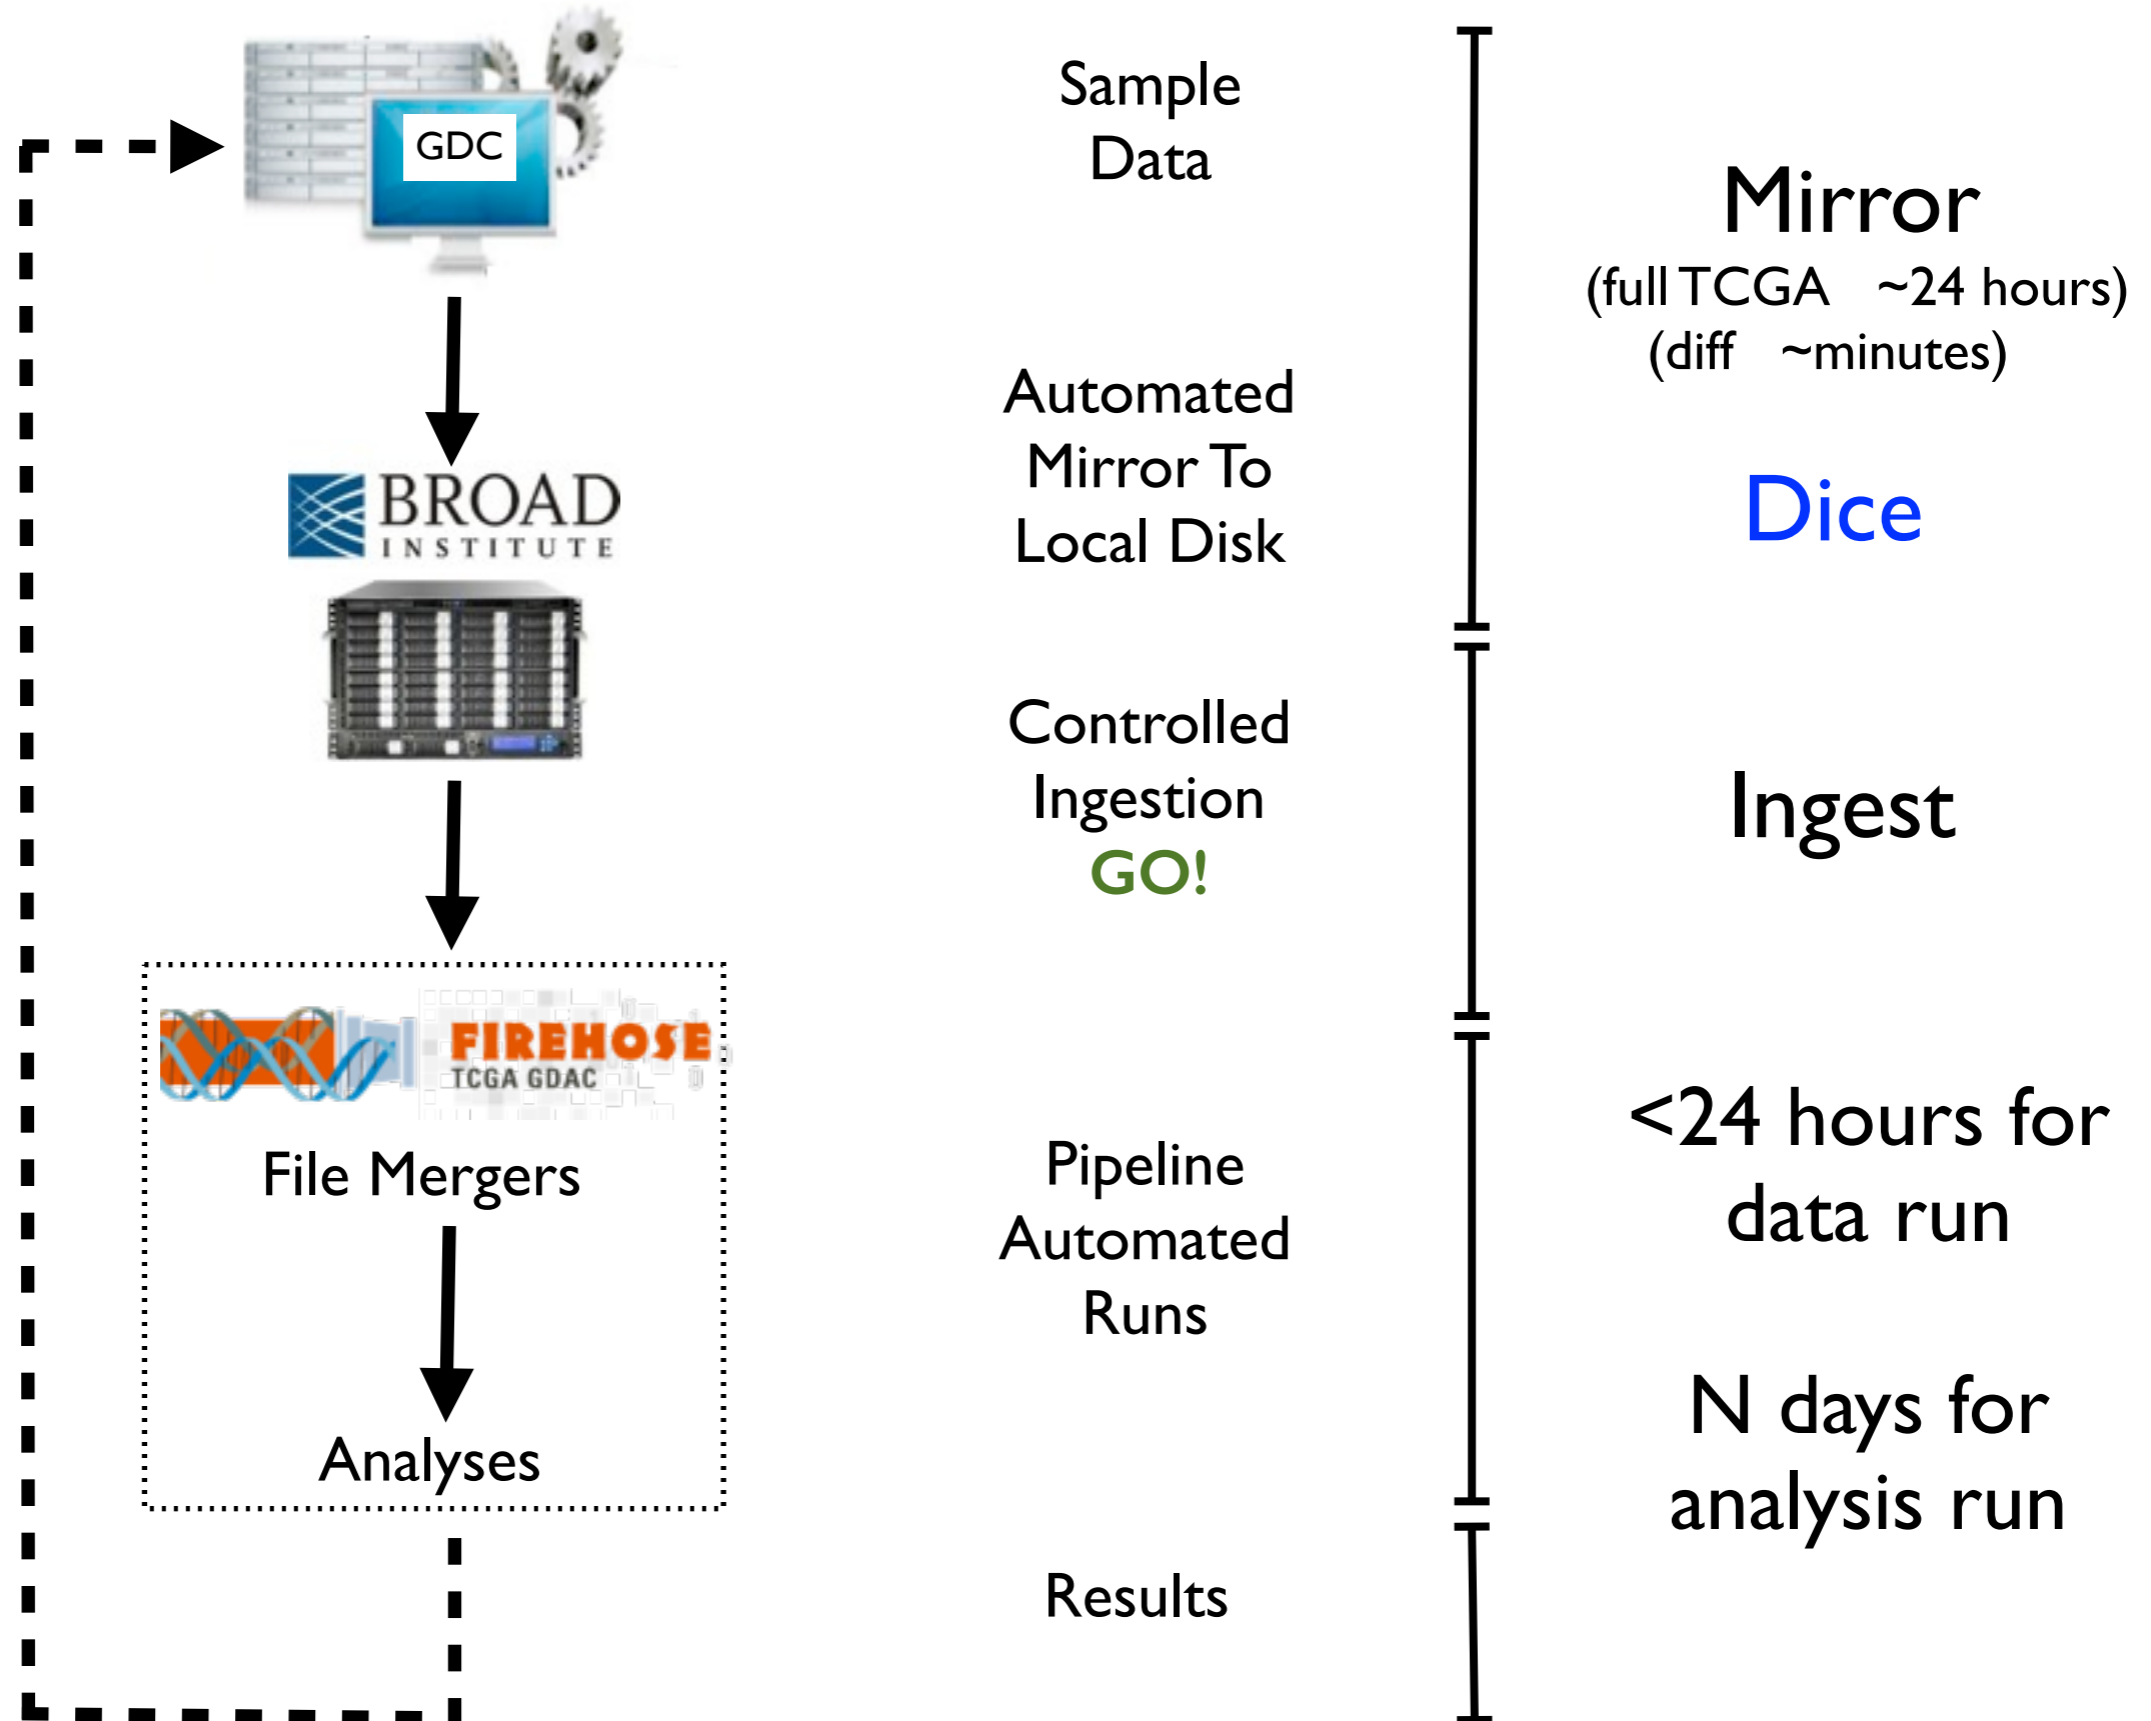 GDC
BROAD
INSTITUTE
FIREHOSE
TCGA GDAC
File Mergers
Analyses
Sample
Data
Automated
Mirror To
Local Disk
Controlled
Ingestion
GO!
Pipeline
Automated
Runs
Results
Mirror
(full TCGA ~24 hours)
(diff ~minutes)
Dice
Ingest
<24 hours for
data run
N days for
analysis run